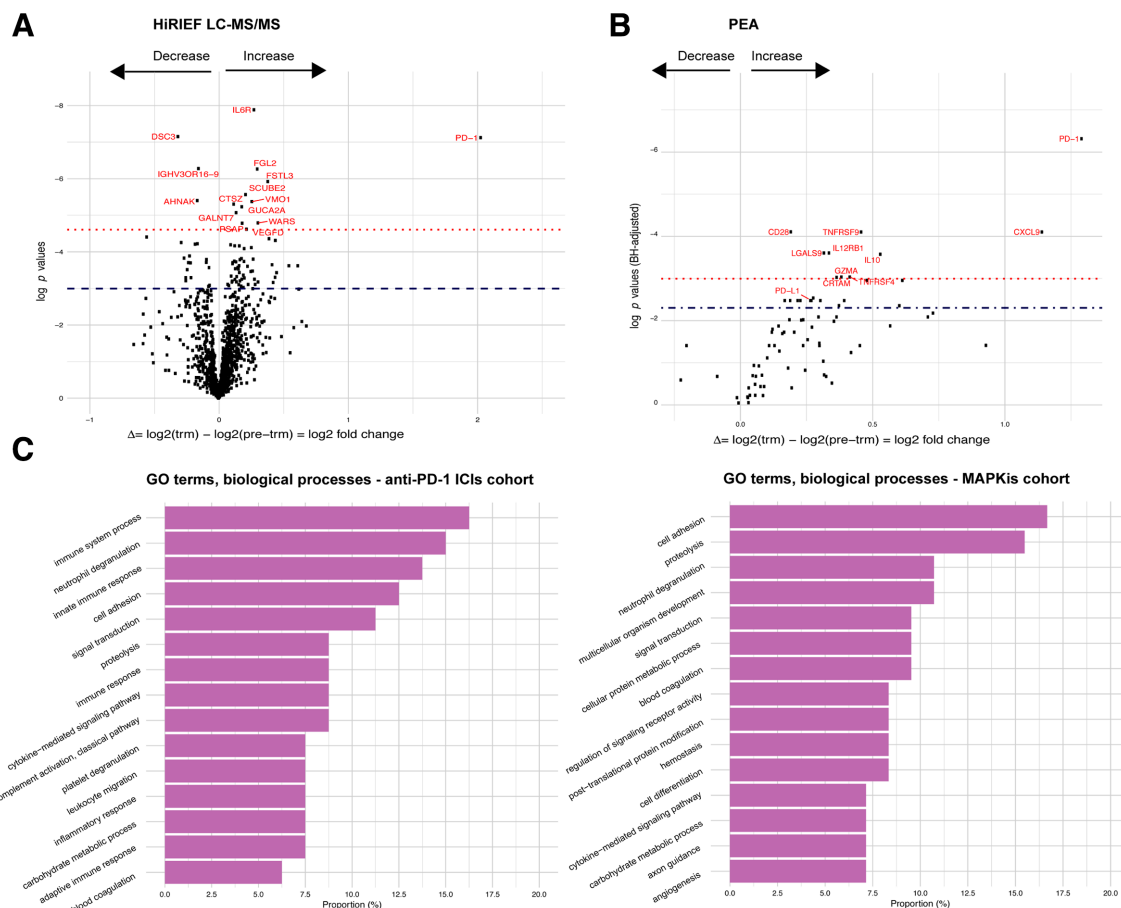 A
HiRIEF LC-MS/MS
Decrease
Increase
-8
-6
-4
-2
0
log p values
IL6R
DSC3
PD-1
IGHV3OR16-9
FGL2
FSTL3
SCUBE2
AHNAK
CTSZ
VMO1
GUCA2A
GALNT7
WARS
PSAP
VEGFD
-1
0
1
2
Δ= log2(trm) − log2(pre-trm) = log2 fold change
B
PEA
Decrease
Increase
-6
-4
-2
0
log p values (BH-adjusted)
PD-1
CD28
TNFRSF9
CXCL9
LGALS9
IL12RB1
IL10
GZMA
CRTAM
TNFRSF4
PD-L1
0.0
0.5
1.0
Δ= log2(trm) − log2(pre-trm) = log2 fold change
C
GO terms, biological processes - anti-PD-1 ICIs cohort
immune system process
neutrophil degranulation
innate immune response
cell adhesion
signal transduction
proteolysis
immune response
cytokine-mediated signaling pathway
omplement activation, classical pathway
platelet degranulation
leukocyte migration
inflammatory response
carbohydrate metabolic process
adaptive immune response
blood coagulation
0.0 2.5 5.0 7.5 10.0 12.5 15.0 17.5 20.0
Proportion (%)
GO terms, biological processes - MAPKis cohort
cell adhesion
proteolysis
neutrophil degranulation
multicellular organism development
signal transduction
cellular protein metabolic process
blood coagulation
regulation of signaling receptor activity
post-translational protein modification
hemostasis
cell differentiation
cytokine-mediated signaling pathway
carbohydrate metabolic process
axon guidance
angiogenesis
0.0 2.5 5.0 7.5 10.0 12.5 15.0 17.5 20.0
Proportion (%)